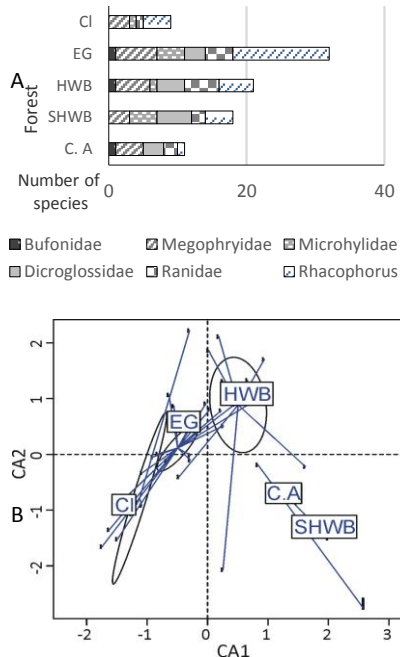 A
Forest
Cl
EG
HWB
SHWB
C. A
Number of species
0 20 40
Bufonidae Megophryidae Microhylidae
Dicroglossidae Ranidae Rhacophorus
B
CA2
2
1
0
-1
-2
HWB
EG
Cl
C.A
SHWB
-2 -1 0 1 2 3
CA1